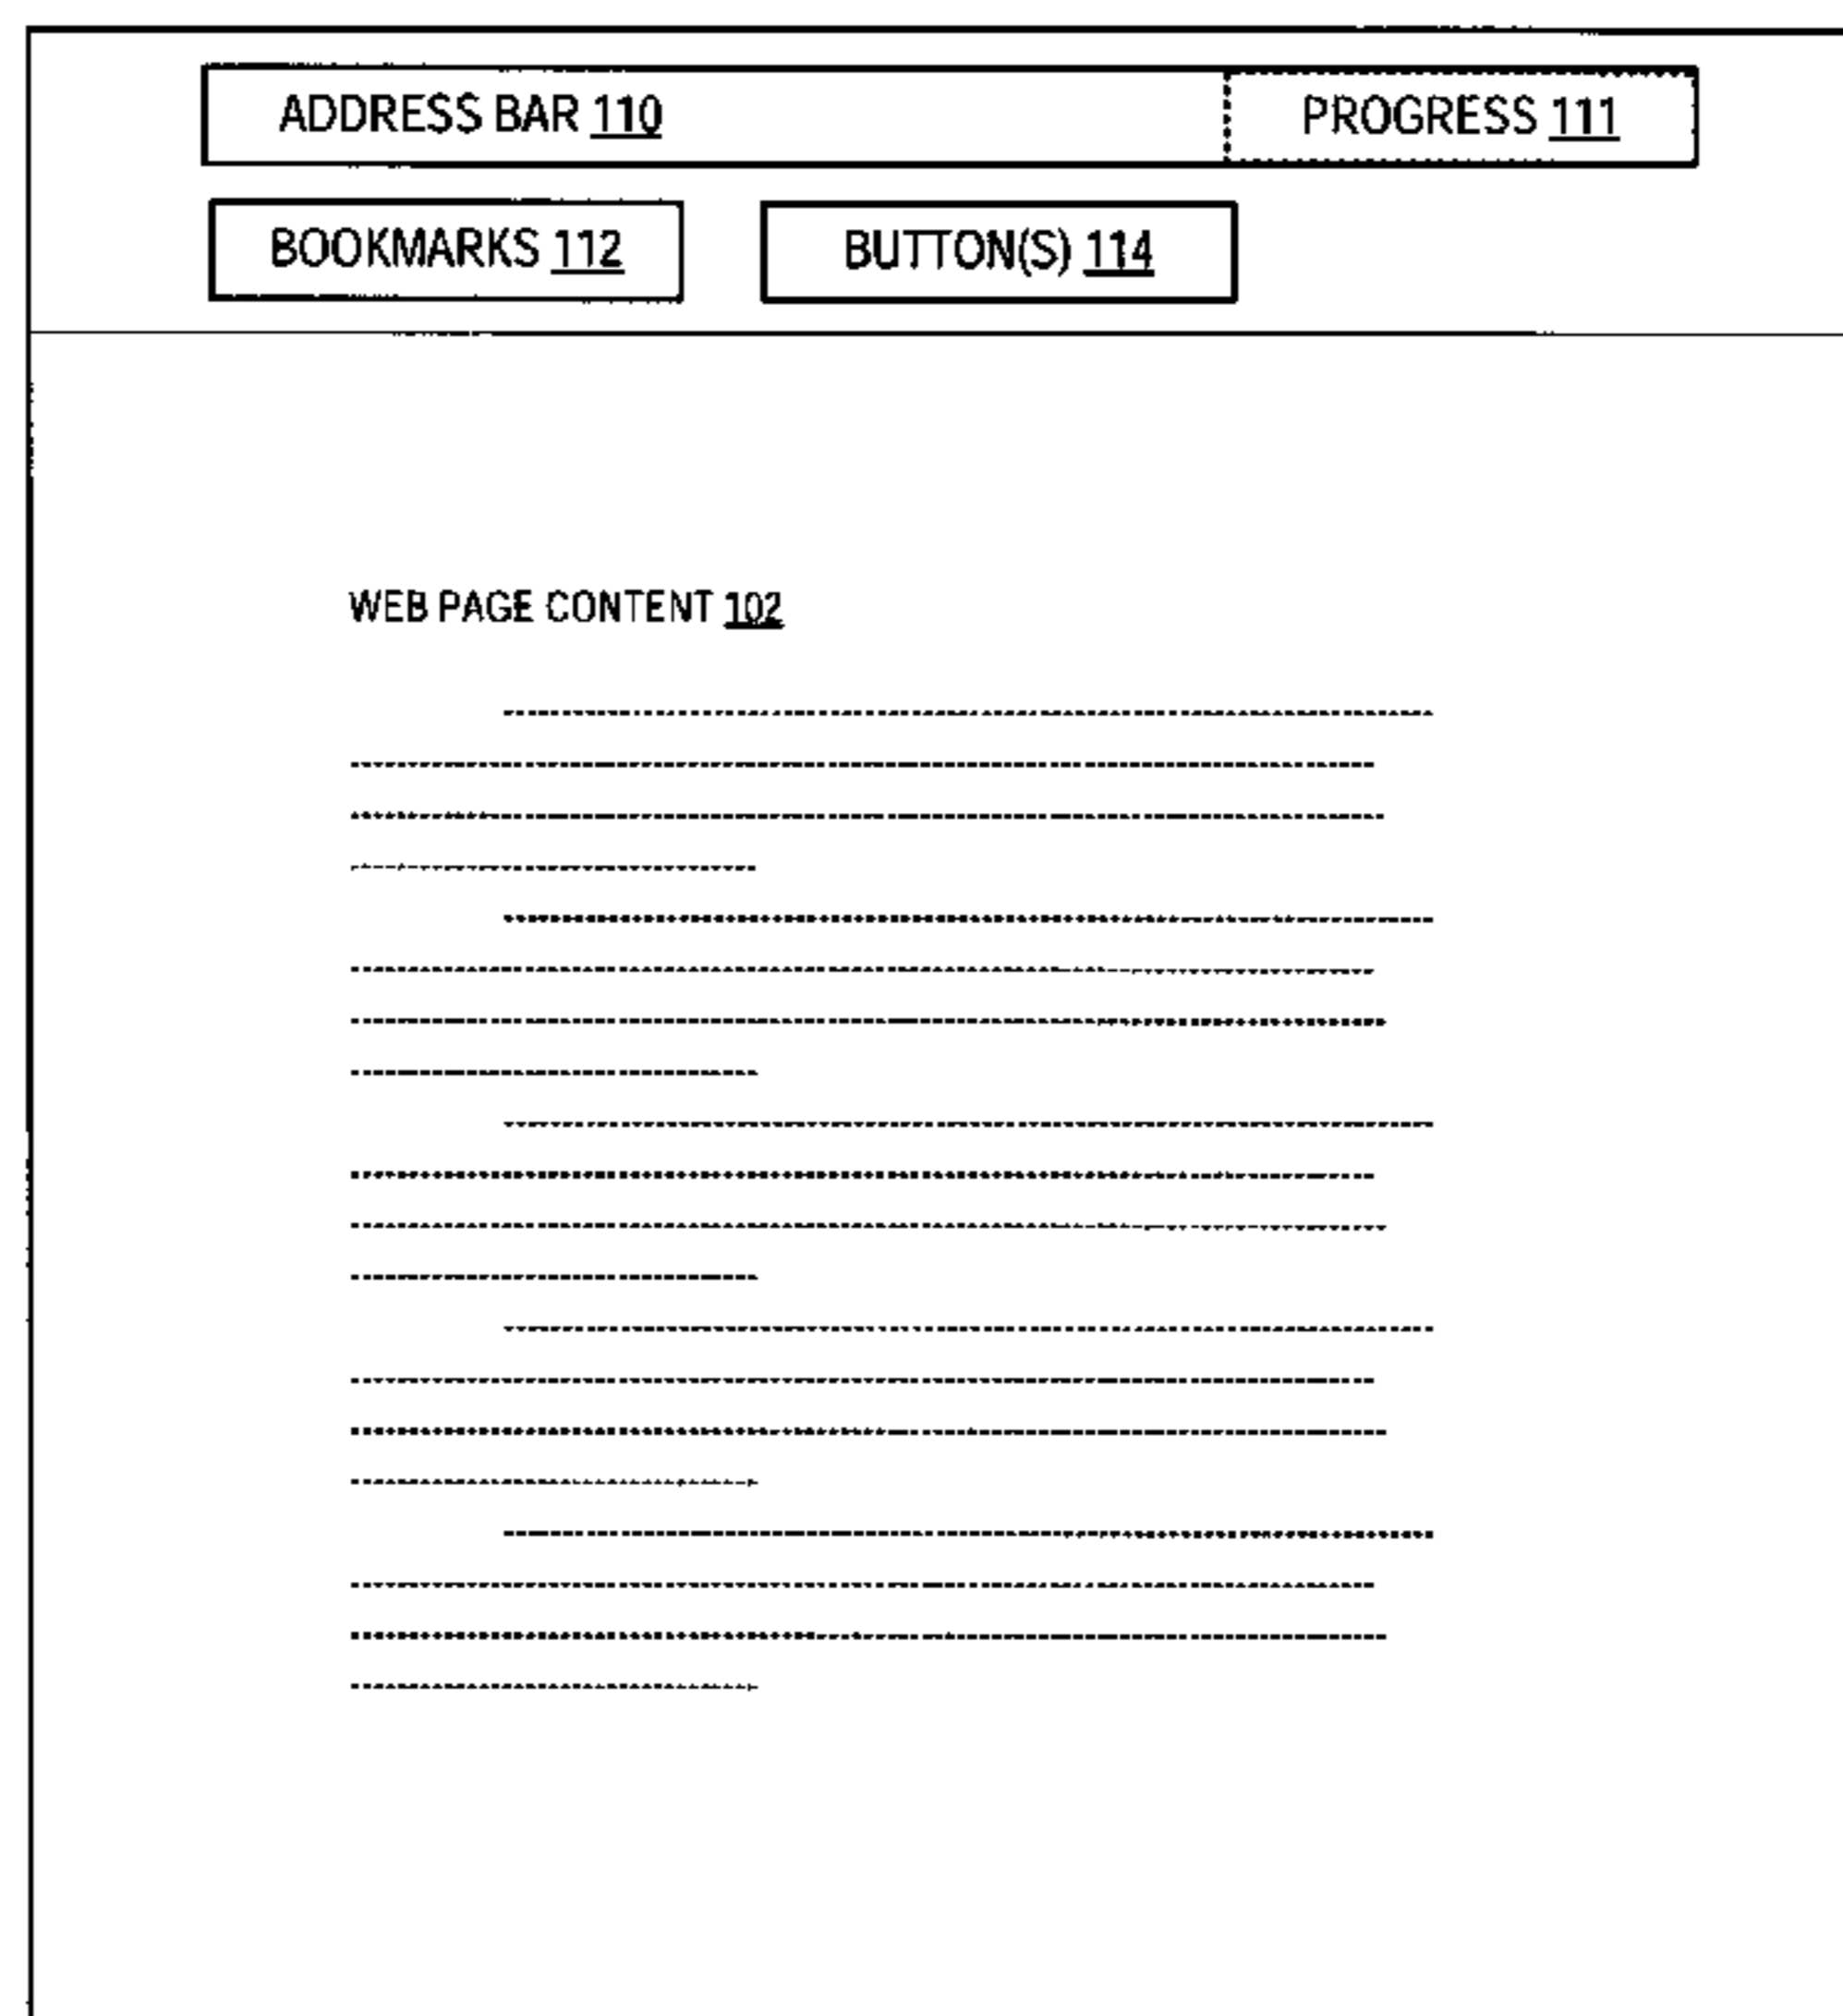 ADDRESS BAR 110 PROGRESS 111
BOOKMARKS 112 BUTTON(S) 114
WEB PAGE CONTENT 102